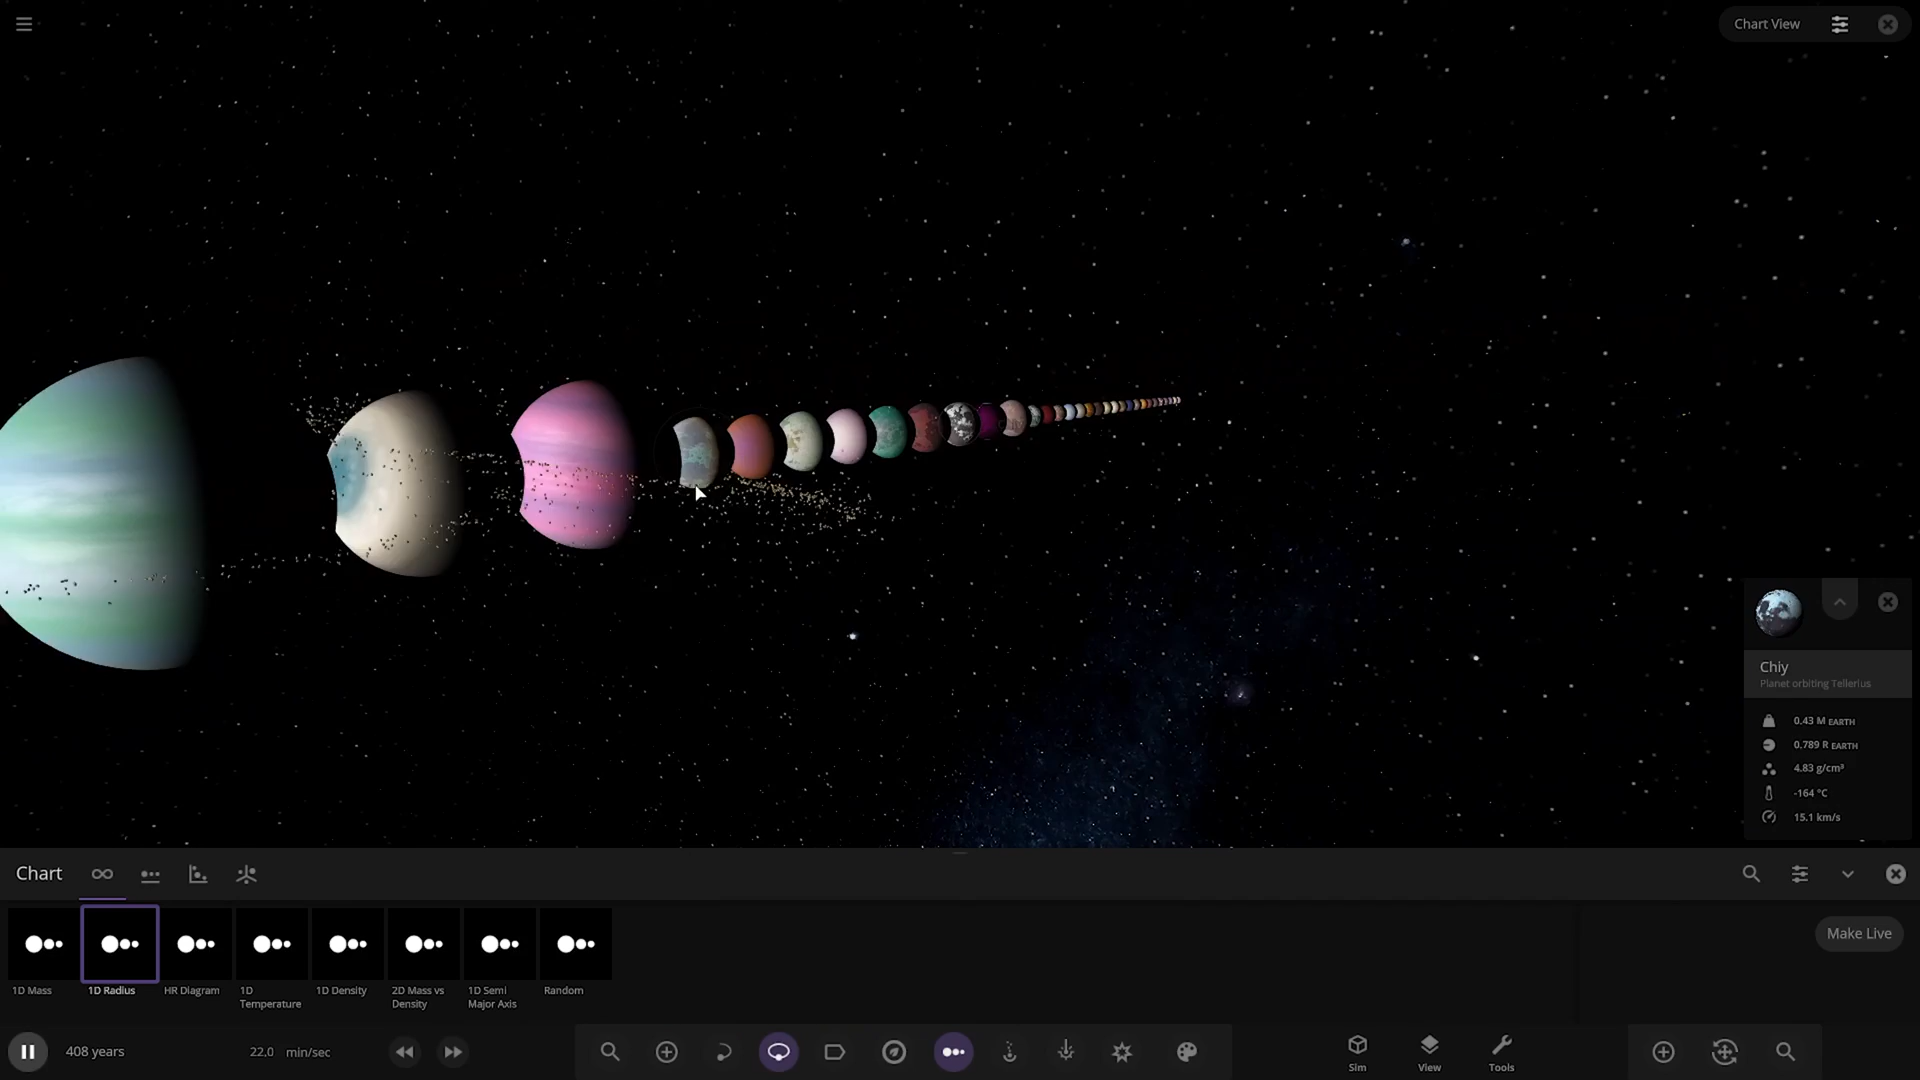 Chart View
Chiy
Planet orbiting Tellerius
0.43 M EARTH
0.789 R EARTH
4.83 g/cm³
-164 °C
15.1 km/s
Chart
Make Live
1D Mass
1D Radius
HR Diagram
1D
Temperature
1D Density
2D Mass vs
Density
1D Semi
Major Axis
Random
408 years
22.0 min/sec
Sim
View
Tools